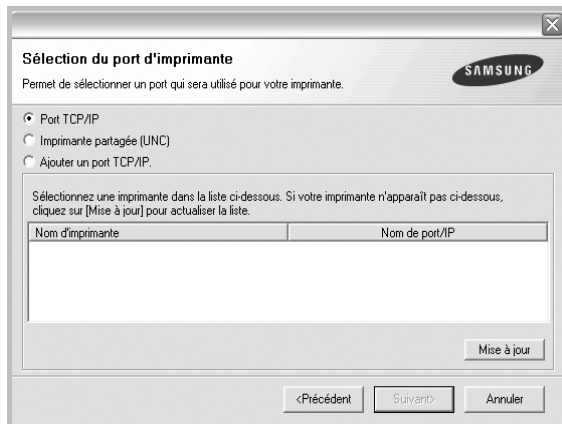 Sélection du port d'imprimante
Permet de sélectionner un port qui sera utilisé pour votre imprimante.
SAMSUNG
Port TCP/IP
Imprimante partagée (UNC)
Ajouter un port TCP/IP.
Sélectionnez une imprimante dans la liste ci-dessous. Si votre imprimante n'apparaît pas ci-dessous,
cliquez sur [Mise à jour] pour actualiser la liste.
Nom d'imprimante Nom de port/IP
Mise à jour
<Précédent Suivant> Annuler